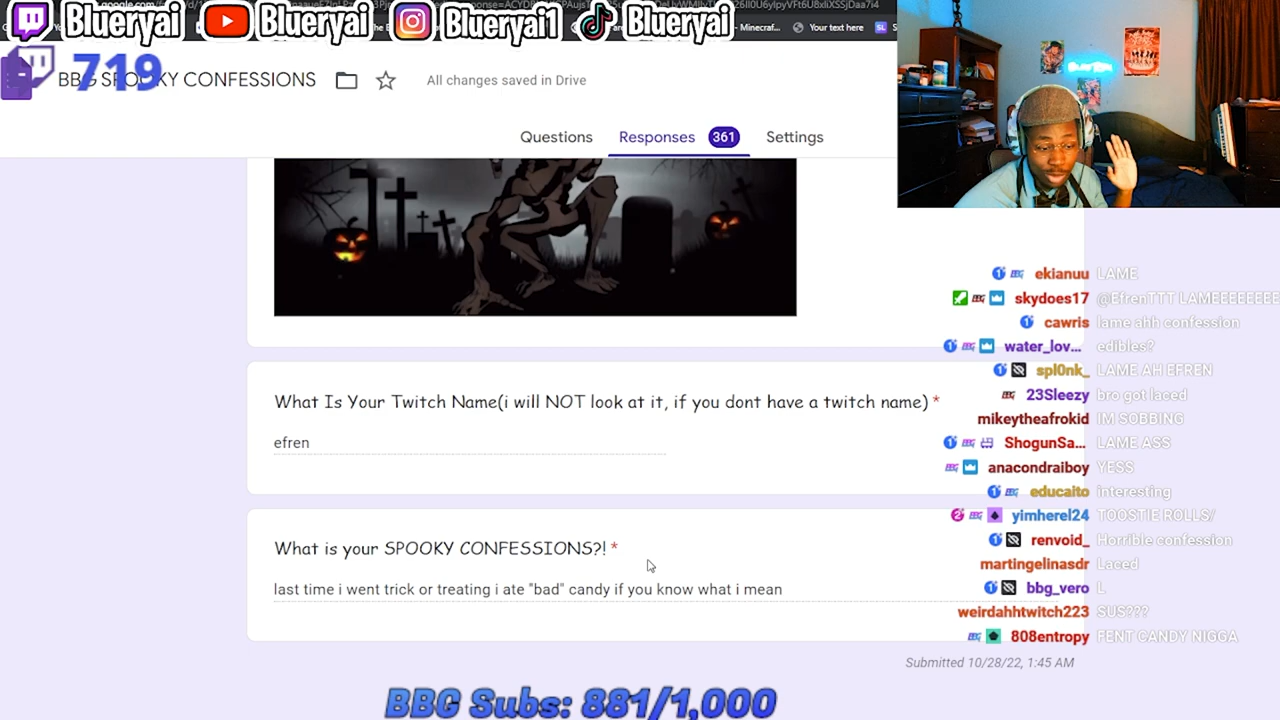 Blueryai
Blueryai
Blueryai1
Blueryai
Your text here
719
BBG SPOOKY CONFESSIONS
All changes saved in Drive
Questions
Responses
361
Settings
What Is Your Twitch Name(i will NOT look at it, if you dont have a twitch name) *
efren
What is your SPOOKY CONFESSIONS?! *
last time i went trick or treating i ate "bad" candy if you know what i mean
Submitted 10/28/22, 1:45 AM
ekianuu LAME
skydoes17 @EfrenTTT LAMEEEEEEEE
cawris lame ahh confession
water_lov... edibles?
spl0nk_ LAME AH EFREN
23Sleezy bro got laced
mikeytheafrokid IM SOBBING
ShogunSa... LAME ASS
anacondraiboy YESS
educaito interesting
yimherel24 TOOSTIE ROLLS/
renvoid_ Horrible confession
martingelinasdr Laced
bbg_vero L
weirdahhtwitch223 SUS???
808entropy FENT CANDY NIGGA
BBG Subs: 881/1,000